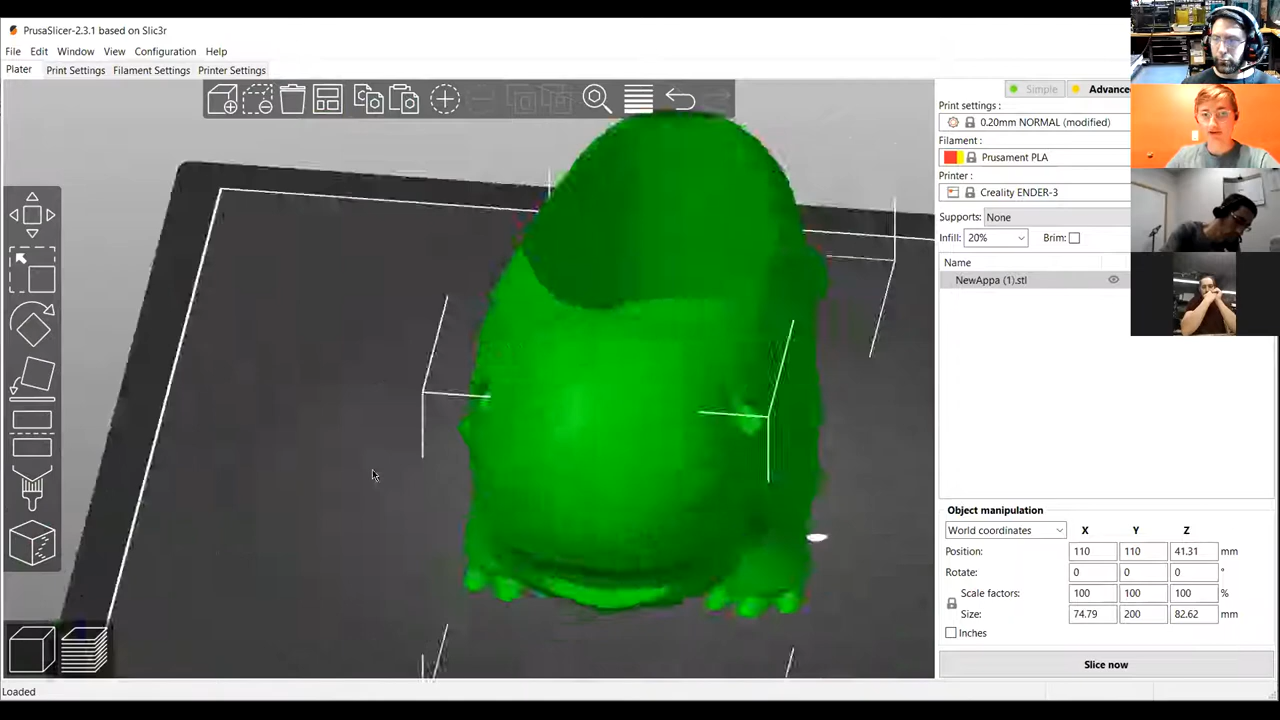 PrusaSlicer-2.3.1 based on Slic3r
File Edit Window View Configuration Help
Plater Print Settings Filament Settings Printer Settings
Simple Advanced
Print settings :
0.20mm NORMAL (modified)
Filament :
Prusament PLA
Printer :
Creality ENDER-3
Supports: None
Infill: 20% Brim:
Name
NewAppa (1).stl
Object manipulation
World coordinates X Y Z
Position: 110 110 41.31 mm
Rotate: 0 0 0 °
Scale factors: 100 100 100 %
Size: 74.79 200 82.62 mm
Inches
Slice now
Loaded